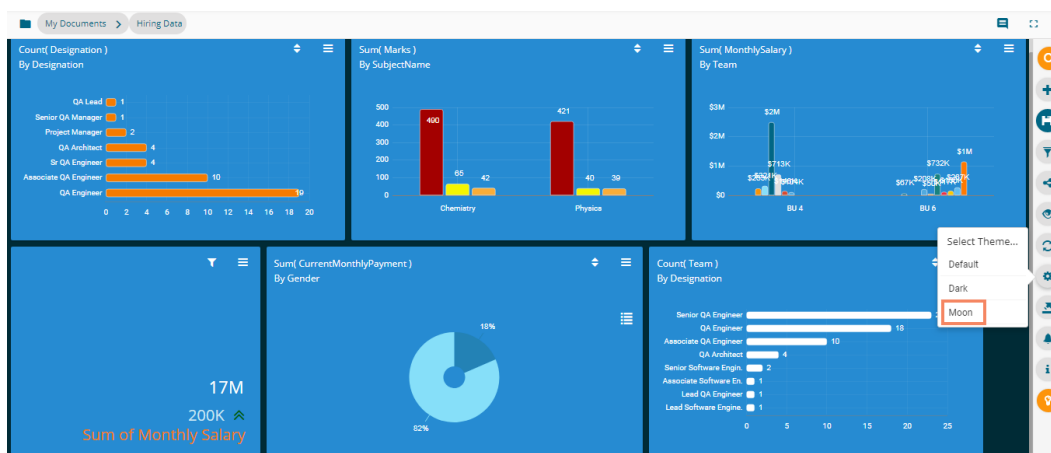 My Documents > Hiring Data
Count( Designation )
By Designation
QA Lead 1
Senior QA Manager 1
Project Manager 2
QA Architect 4
Sr QA Engineer 4
Associate QA Engineer 10
QA Engineer 19
0 2 4 6 8 10 12 14 16 18 20
Sum( Marks )
By SubjectName
500
400
300
200
100
0
490
65
42
421
40
39
Chemistry Physics
Sum( MonthlySalary )
By Team
$3M
$2M
$1M
$0
$2M
$713K
$67K
$732K
$1M
BU 4 BU 6
Select Theme...
Default
Dark
Moon
17M
200K
Sum of Monthly Salary
Sum( CurrentMonthlyPayment )
By Gender
18%
82%
Count( Team )
By Designation
Senior QA Engineer
QA Engineer 18
Associate QA Engineer 10
QA Architect 4
Senior Software Engin. 2
Associate Software En. 1
Lead QA Engineer 1
Lead Software Engine. 1
0 5 10 15 20 25